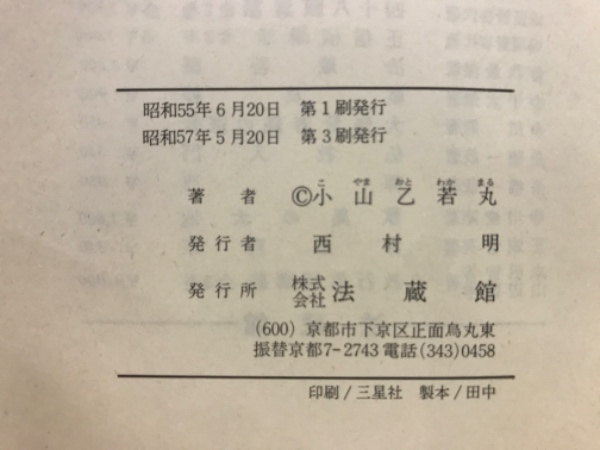 昭和55年6月20日 第1刷発行
昭和57年5月20日 第3刷発行
こ やま おと わか まる
著者 ©小山乙若丸
発行者 西村明
発行所 株式会社 法蔵館
(600) 京都市下京区正面烏丸東
振替京都7-2743 電話(343)0458
印刷/三星社 製本/田中